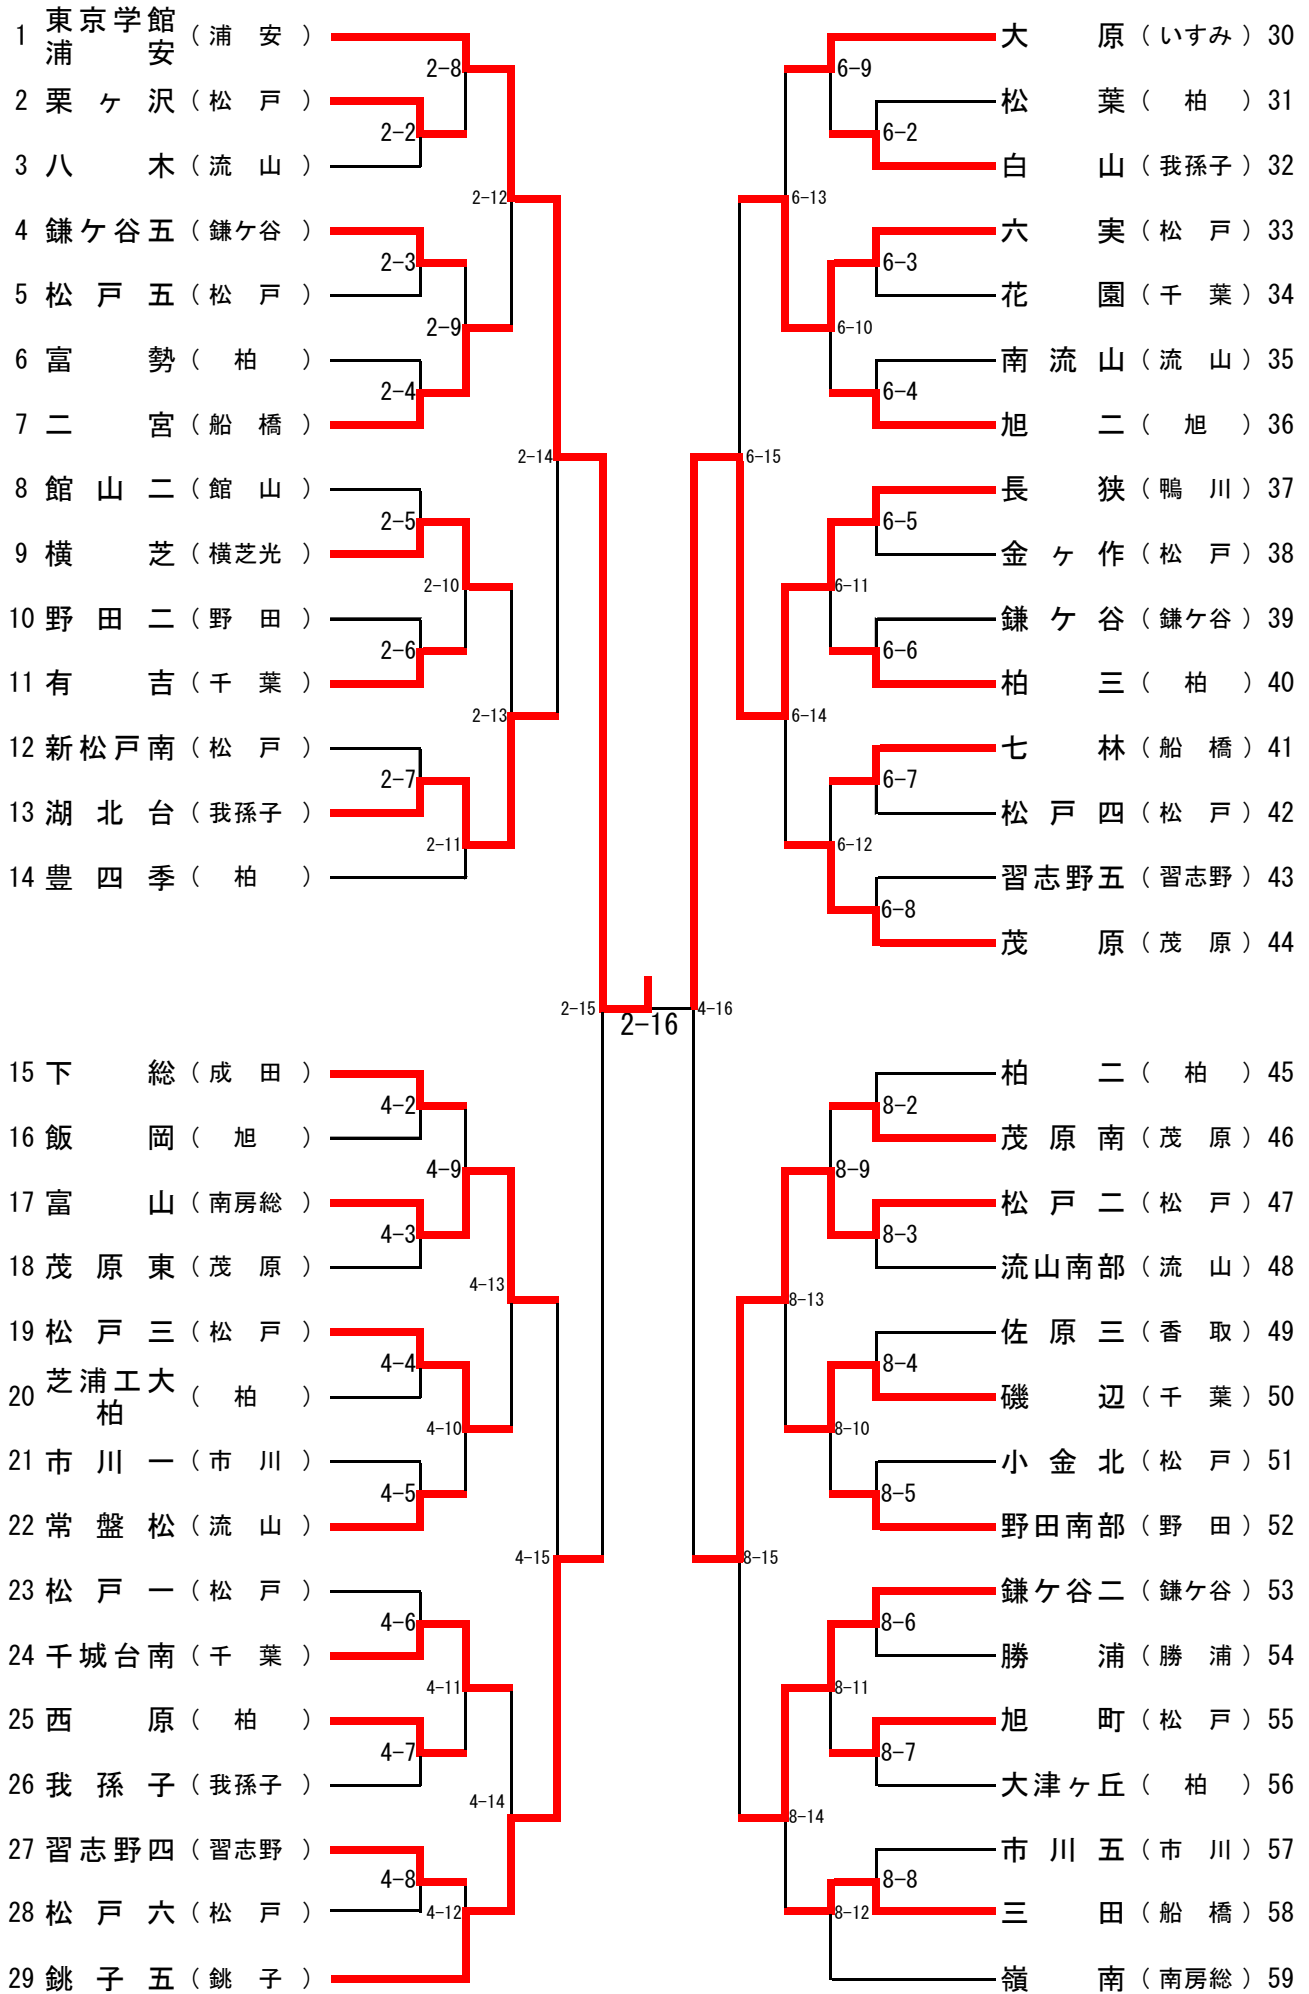 1 東京学館浦安 （浦安）
2 栗ヶ沢 （松戸）
3 八木 （流山）
4 鎌ケ谷五 （鎌ケ谷）
5 松戸五 （松戸）
6 富勢 （柏）
7 二宮 （船橋）
8 館山二 （館山）
9 横芝 （横芝光）
10 野田二 （野田）
11 有吉 （千葉）
12 新松戸南 （松戸）
13 湖北台 （我孫子）
14 豊四季 （柏）
2-8
2-2
2-12
2-3
2-9
2-4
2-14
2-5
2-10
2-6
2-13
2-7
2-11
2-15
2-16
15 下総 （成田）
16 飯岡 （旭）
17 富山 （南房総）
18 茂原東 （茂原）
19 松戸三 （松戸）
20 芝浦工大柏 （柏）
21 市川一 （市川）
22 常盤松 （流山）
23 松戸一 （松戸）
24 千城台南 （千葉）
25 西原 （柏）
26 我孫子 （我孫子）
27 習志野四 （習志野）
28 松戸六 （松戸）
29 銚子五 （銚子）
4-2
4-9
4-3
4-13
4-4
4-10
4-5
4-15
4-6
4-11
4-7
4-14
4-8
4-12
大原 （いすみ） 30
松葉 （柏） 31
白山 （我孫子） 32
六実 （松戸） 33
花園 （千葉） 34
南流山 （流山） 35
旭二 （旭） 36
長狭 （鴨川） 37
金ヶ作 （松戸） 38
鎌ケ谷 （鎌ケ谷） 39
柏三 （柏） 40
七林 （船橋） 41
松戸四 （松戸） 42
習志野五 （習志野） 43
茂原 （茂原） 44
6-9
6-2
6-13
6-3
6-10
6-4
6-15
6-5
6-11
6-6
6-14
6-7
6-12
6-8
4-16
柏二 （柏） 45
茂原南 （茂原） 46
松戸二 （松戸） 47
流山南部 （流山） 48
佐原三 （香取） 49
磯辺 （千葉） 50
小金北 （松戸） 51
野田南部 （野田） 52
鎌ケ谷二 （鎌ケ谷） 53
勝浦 （勝浦） 54
旭町 （松戸） 55
大津ヶ丘 （柏） 56
市川五 （市川） 57
三田 （船橋） 58
嶺南 （南房総） 59
8-2
8-9
8-3
8-13
8-4
8-10
8-5
8-15
8-6
8-11
8-7
8-14
8-8
8-12